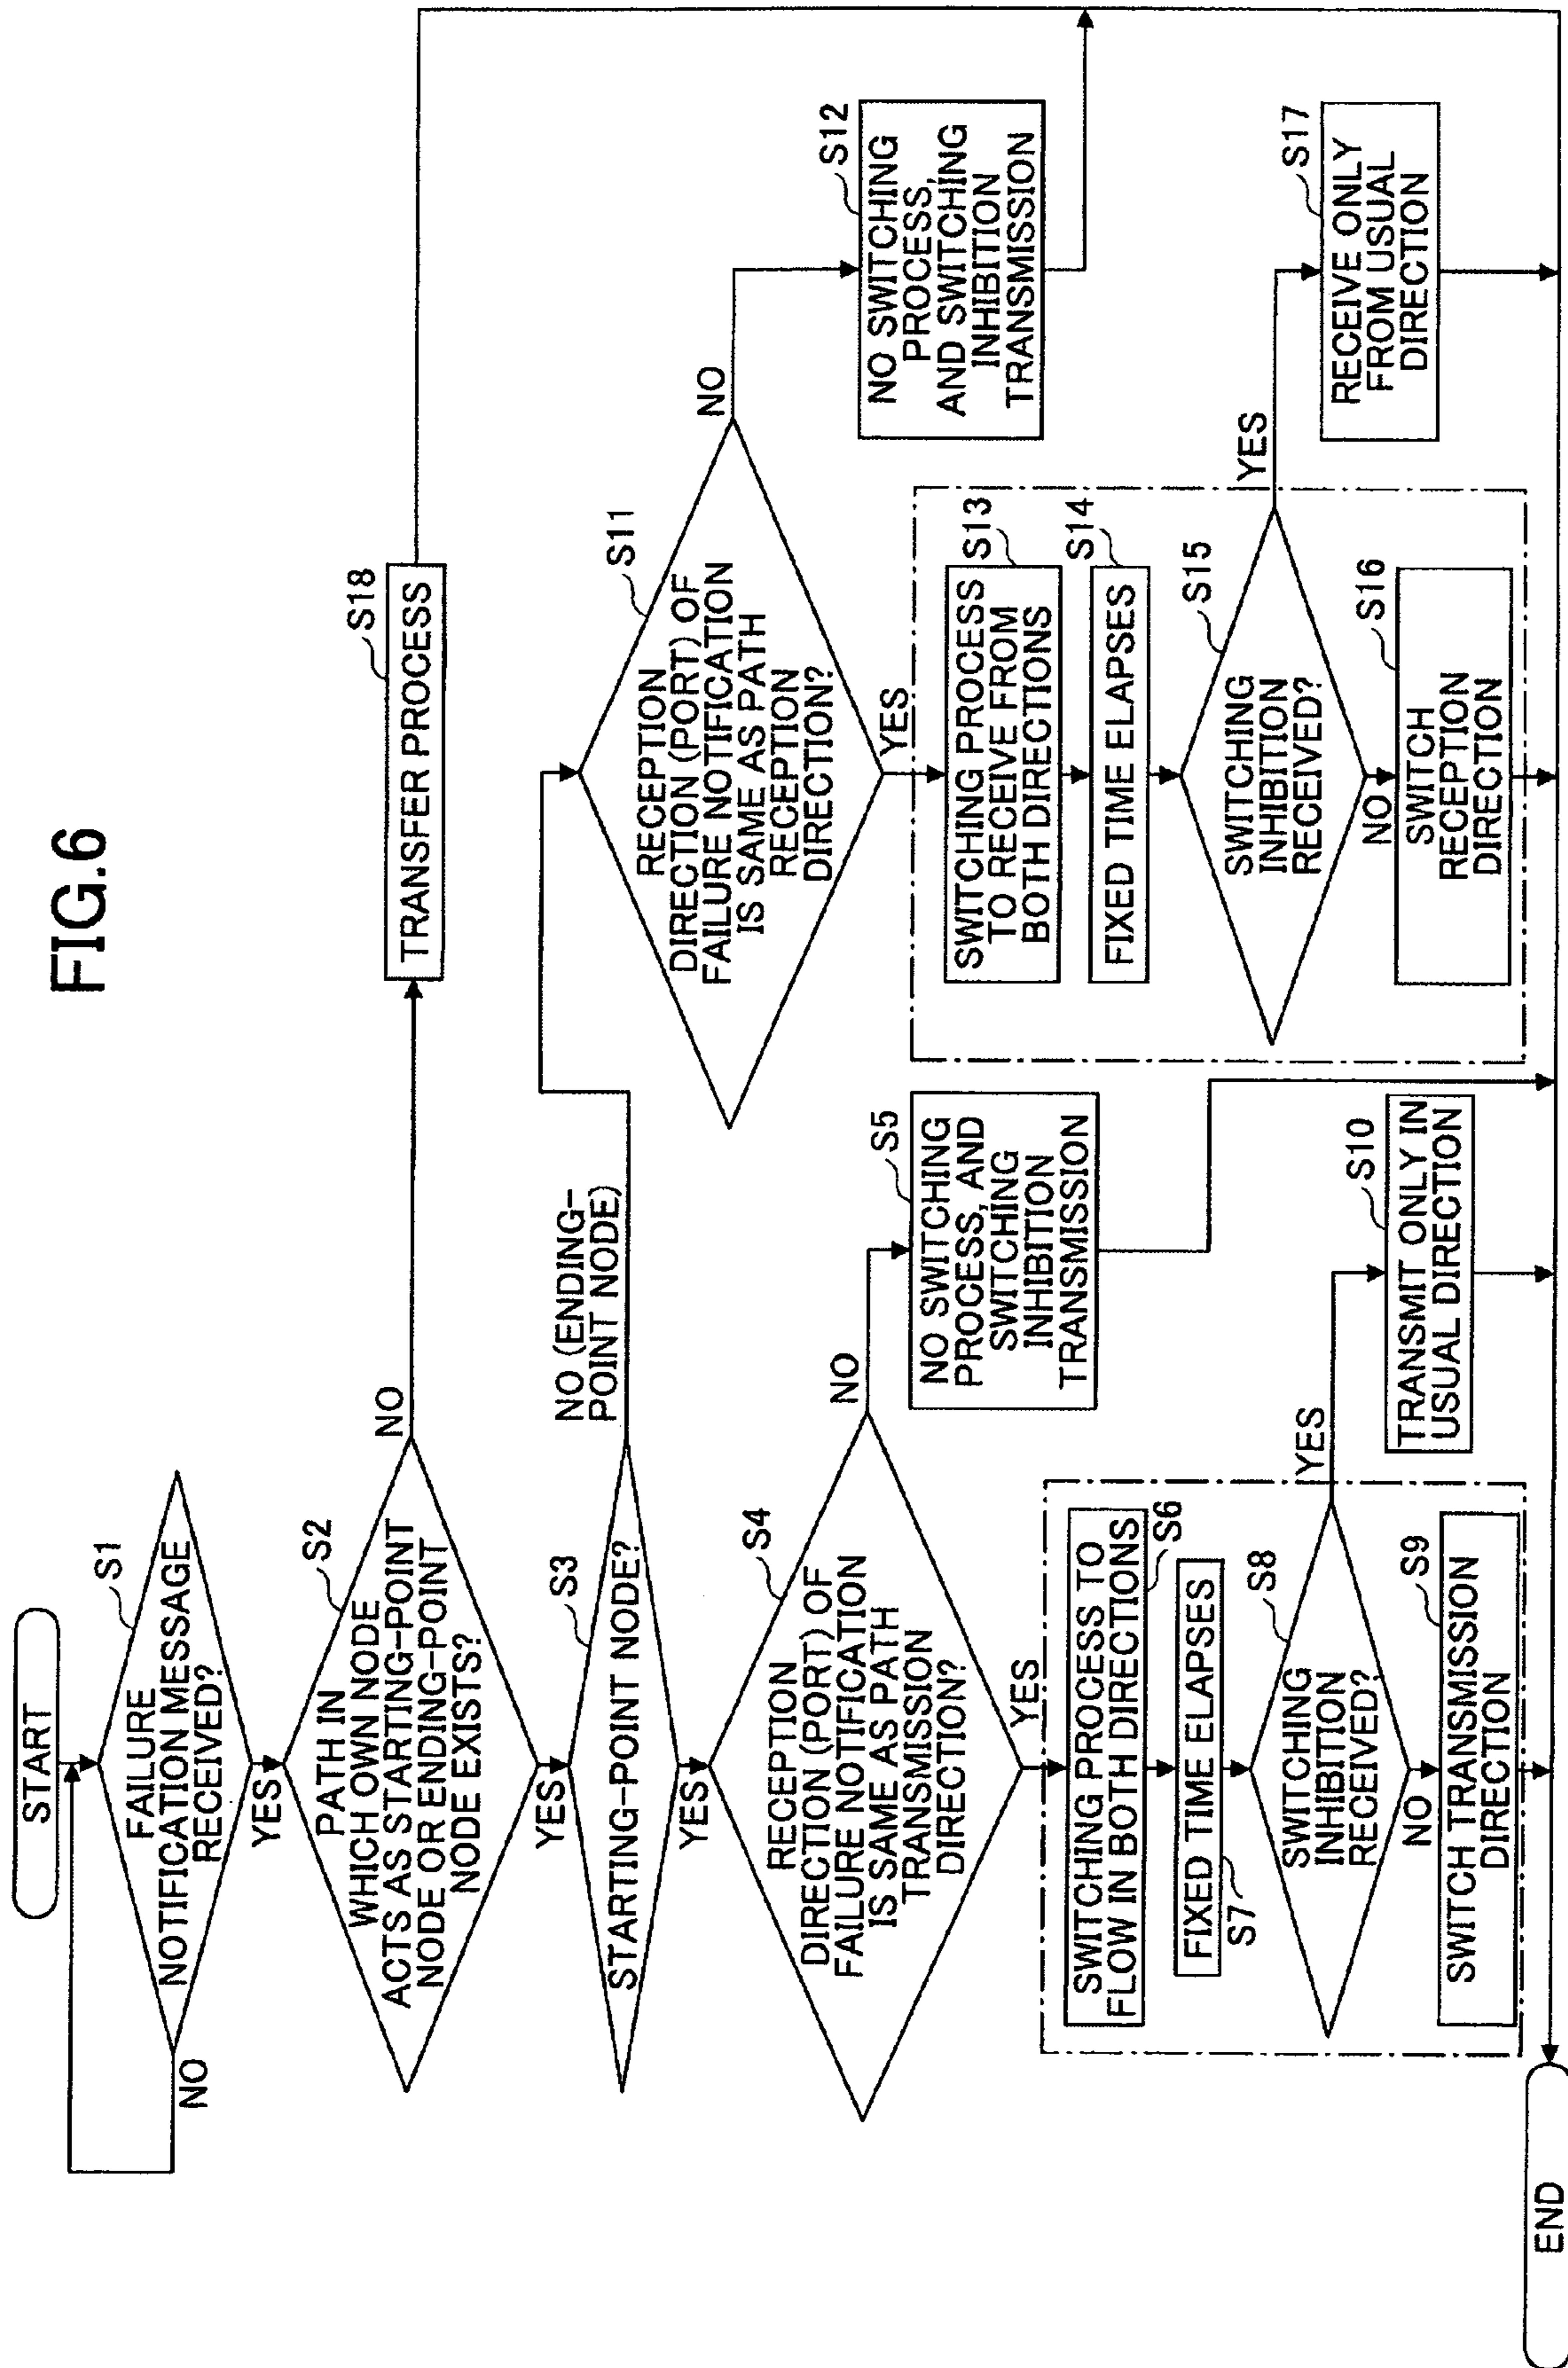 FIG.6
START
S1
FAILURE
NOTIFICATION MESSAGE
RECEIVED?
NO
YES
S2
PATH IN
WHICH OWN NODE
ACTS AS STARTING-POINT
NODE OR ENDING-POINT
NODE EXISTS?
NO
YES
S18
TRANSFER PROCESS
S3
STARTING-POINT NODE?
NO (ENDING-
POINT NODE)
YES
S4
RECEPTION
DIRECTION (PORT) OF
FAILURE NOTIFICATION
IS SAME AS PATH
TRANSMISSION
DIRECTION?
NO
YES
S5
NO SWITCHING
PROCESS, AND
SWITCHING
INHIBITION
TRANSMISSION
SWITCHING PROCESS TO
FLOW IN BOTH DIRECTIONS
S6
FIXED TIME ELAPSES
S7
S8
SWITCHING
INHIBITION
RECEIVED?
YES
NO
S9
SWITCH TRANSMISSION
DIRECTION
S10
TRANSMIT ONLY IN
USUAL DIRECTION
S11
RECEPTION
DIRECTION (PORT) OF
FAILURE NOTIFICATION
IS SAME AS PATH
RECEPTION
DIRECTION?
NO
YES
S12
NO SWITCHING
PROCESS,
AND SWITCHING
INHIBITION
TRANSMISSION
S13
SWITCHING PROCESS
TO RECEIVE FROM
BOTH DIRECTIONS
S14
FIXED TIME ELAPSES
S15
SWITCHING
INHIBITION
RECEIVED?
YES
NO
S16
SWITCH
RECEPTION
DIRECTION
S17
RECEIVE ONLY
FROM USUAL
DIRECTION
END